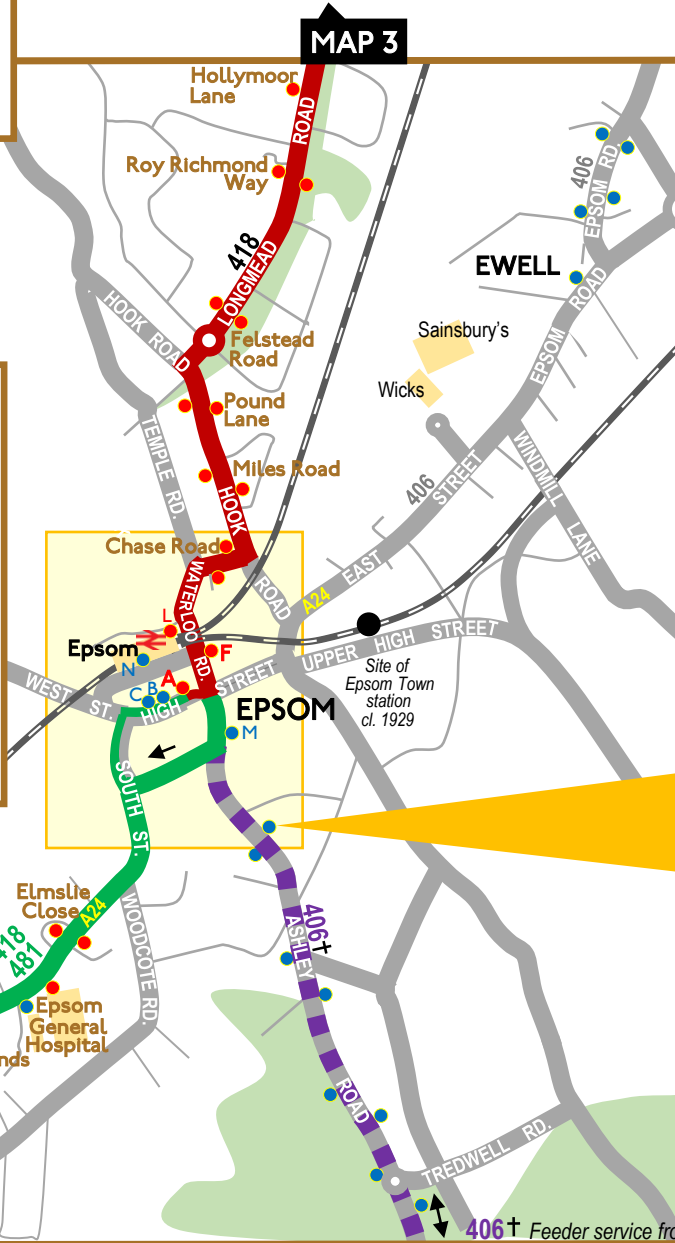 MAP 3
Hollymoor
Lane
ROAD
Roy Richmond
Way
406
EPSOM RD.
418
LONGMEAD
EWELL
ROAD
HOOK ROAD
Felstead
Road
Sainsbury's
EPSOM
Wicks
Pound
Lane
TEMPLE RD.
Miles Road
406
STREET
WINDMILL
LANE
HOOK
Chase Road
EAST
A24
ROAD
WATERLOO
RD.
L
Epsom
N
F
UPPER HIGH STREET
Site of
Epsom Town
station
cl. 1929
WEST ST.
C
B
A
HIGH
STREET
EPSOM
M
SOUTH ST.
Elmslie
Close
A24
WOODCOTE RD.
406†
ASHLEY
18
481
Epsom
General
Hospital
nds
ROAD
TREDWELL RD.
406† Feeder service fro